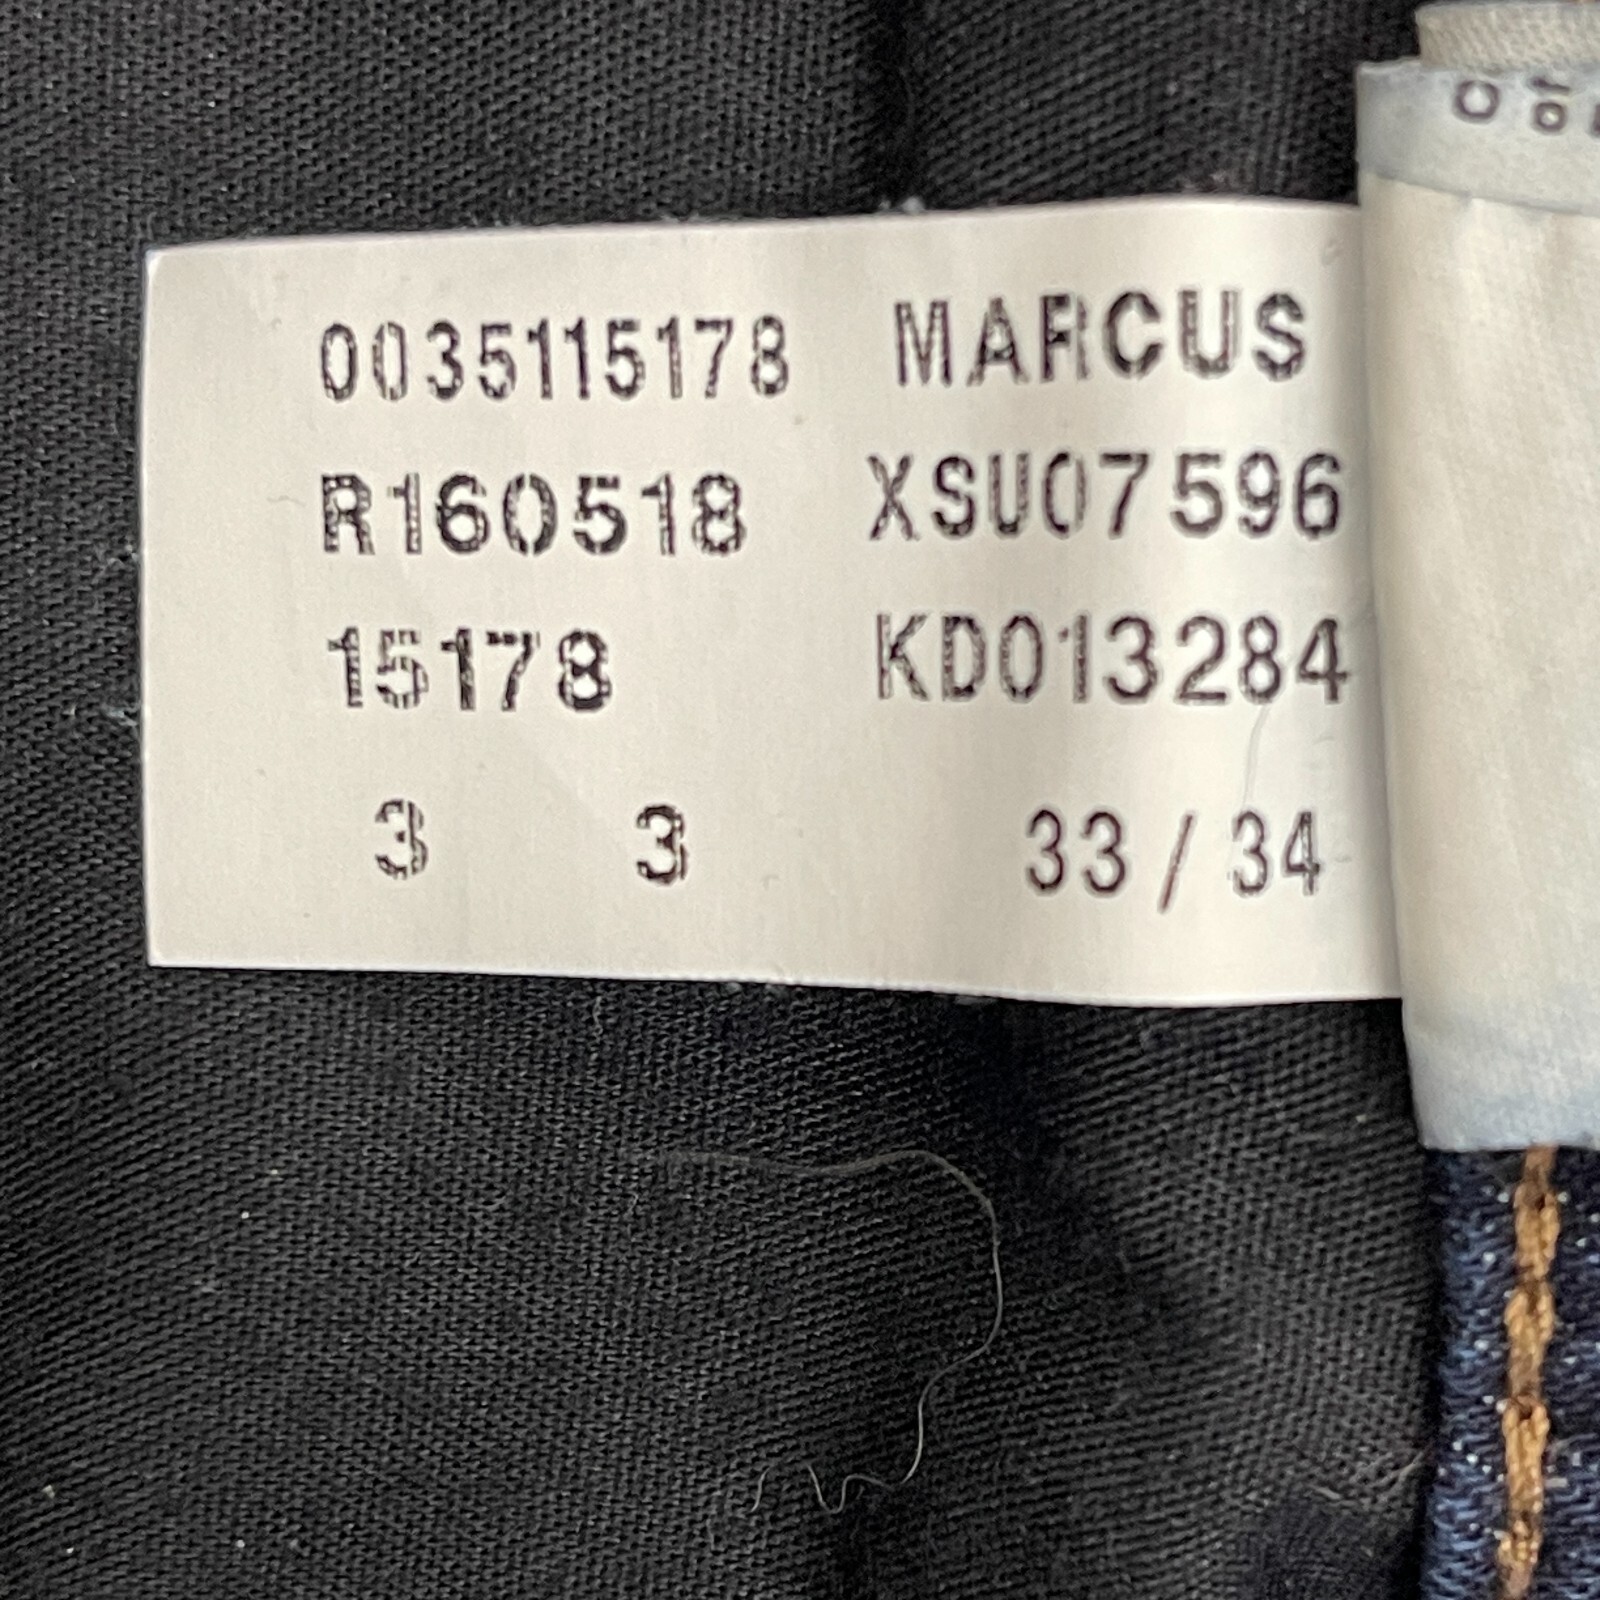 0035115178 MARCUS
R160518 XSU07596
15178 KD013284
3 3 33 / 34